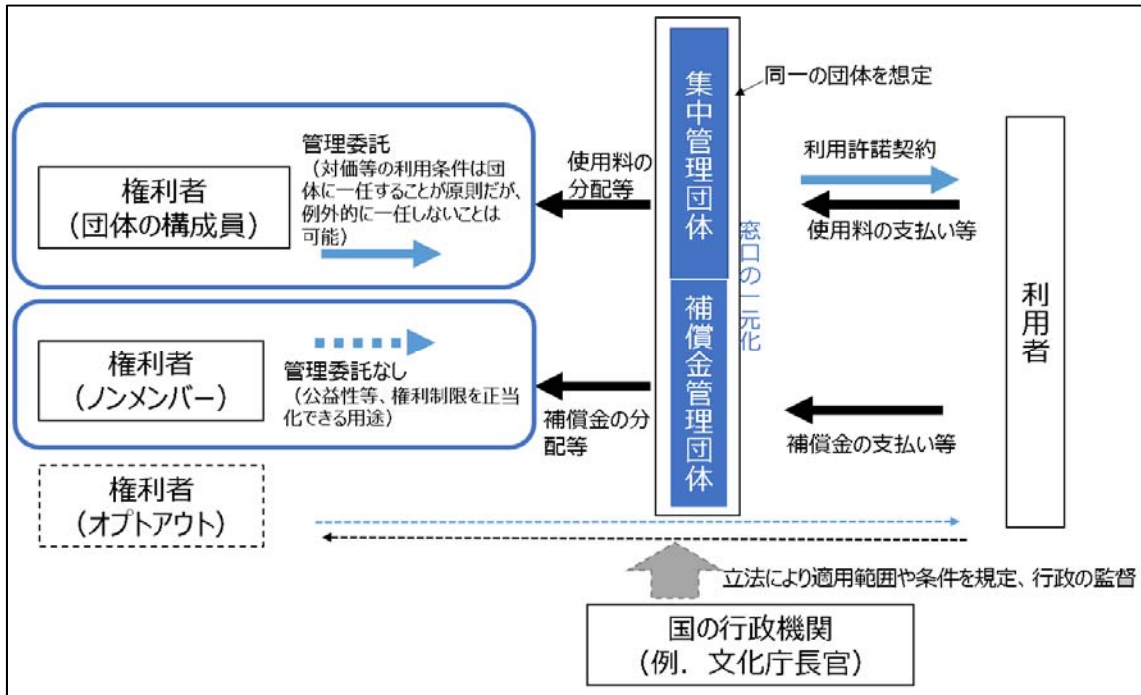 同一の団体を想定
集中管理団体
補償金管理団体
窓口の一元化
管理委託
(対価等の利用条件は団
体に一任することが原則だが、
例外的に一任しないことは
可能)
権利者
(団体の構成員)
使用料の
分配等
利用許諾契約
使用料の支払い等
利用者
権利者
(ノンメンバー)
管理委託なし
(公益性等、権利制限を正当
化できる用途)
補償金の分
配等
補償金の支払い等
権利者
(オプトアウト)
立法により適用範囲や条件を規定、行政の監督
国の行政機関
(例．文化庁長官)